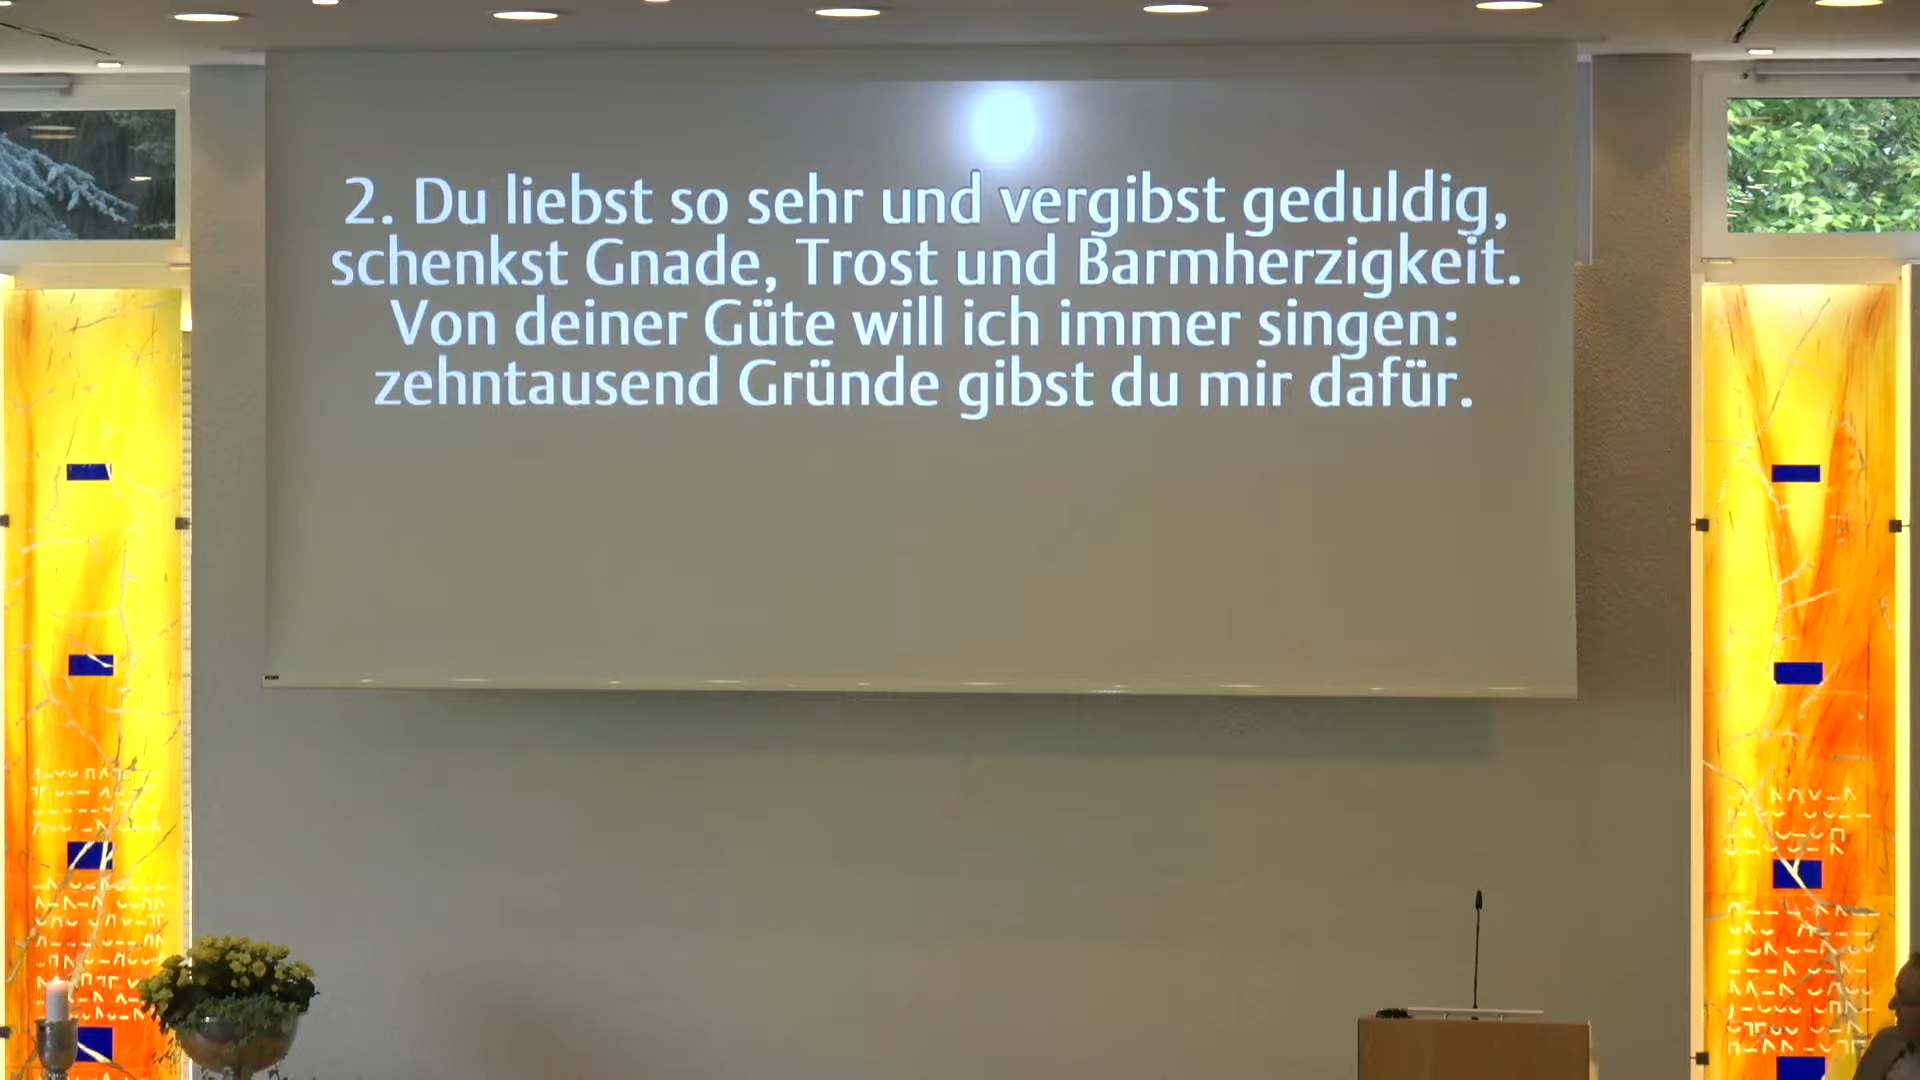 2. Du liebst so sehr und vergibst geduldig,
schenkst Gnade, Trost und Barmherzigkeit.
Von deiner Güte will ich immer singen:
zehntausend Gründe gibst du mir dafür.